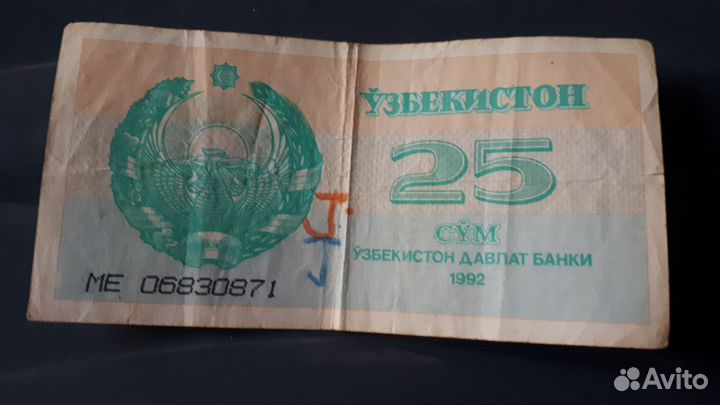 ЎЗБЕКИСТОН
25
СЎМ
ЎЗБЕКИСТОН ДАВЛАТ БАНКИ
1992
МЕ 06830871
Avito